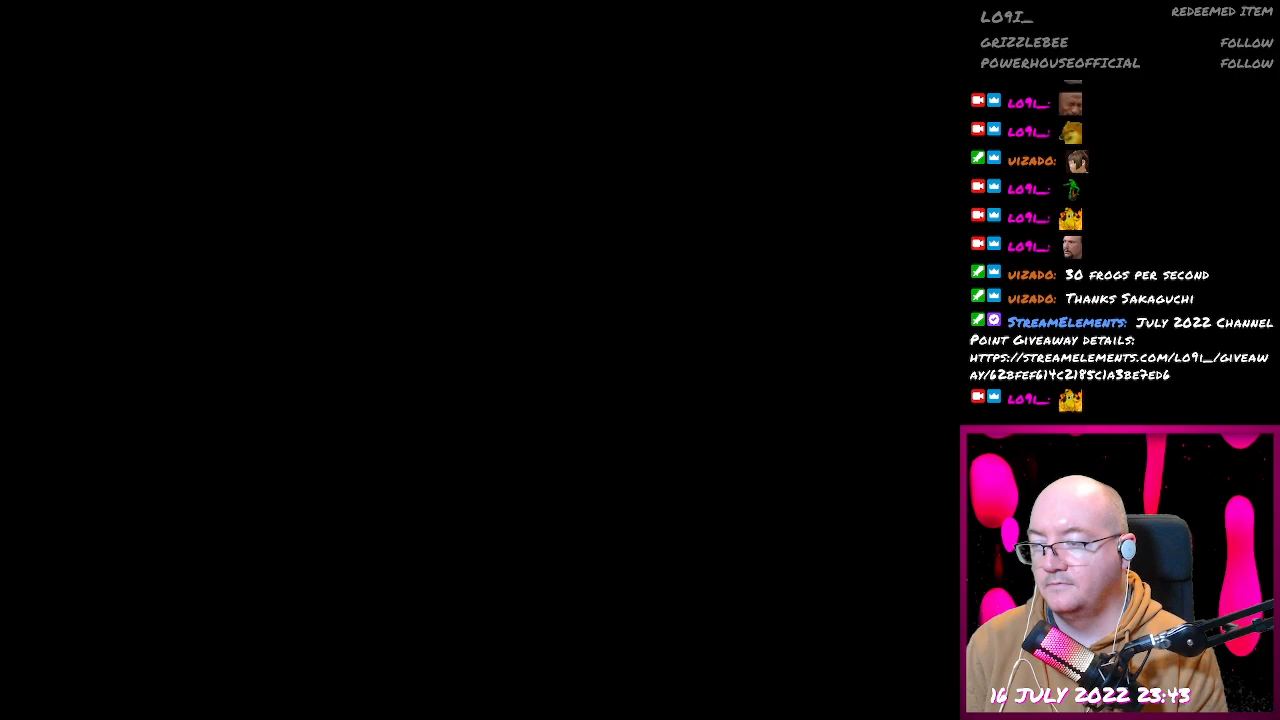 LO9I_ REDEEMED ITEM
GRIZZLEBEE FOLLOW
POWERHOUSEOFFICIAL FOLLOW
LO9I_:
LO9I_:
VIZADO:
LO9I_:
LO9I_:
LO9I_:
VIZADO: 30 FROGS PER SECOND
VIZADO: THANKS SAKAGUCHI
STREAMELEMENTS: JULY 2022 CHANNEL
POINT GIVEAWAY DETAILS:
HTTPS://STREAMELEMENTS.COM/LO9I_/GIVEAW
AY/62BFEF614C2185C1A3BE7ED6
LO9I_:
16 JULY 2022 23:43